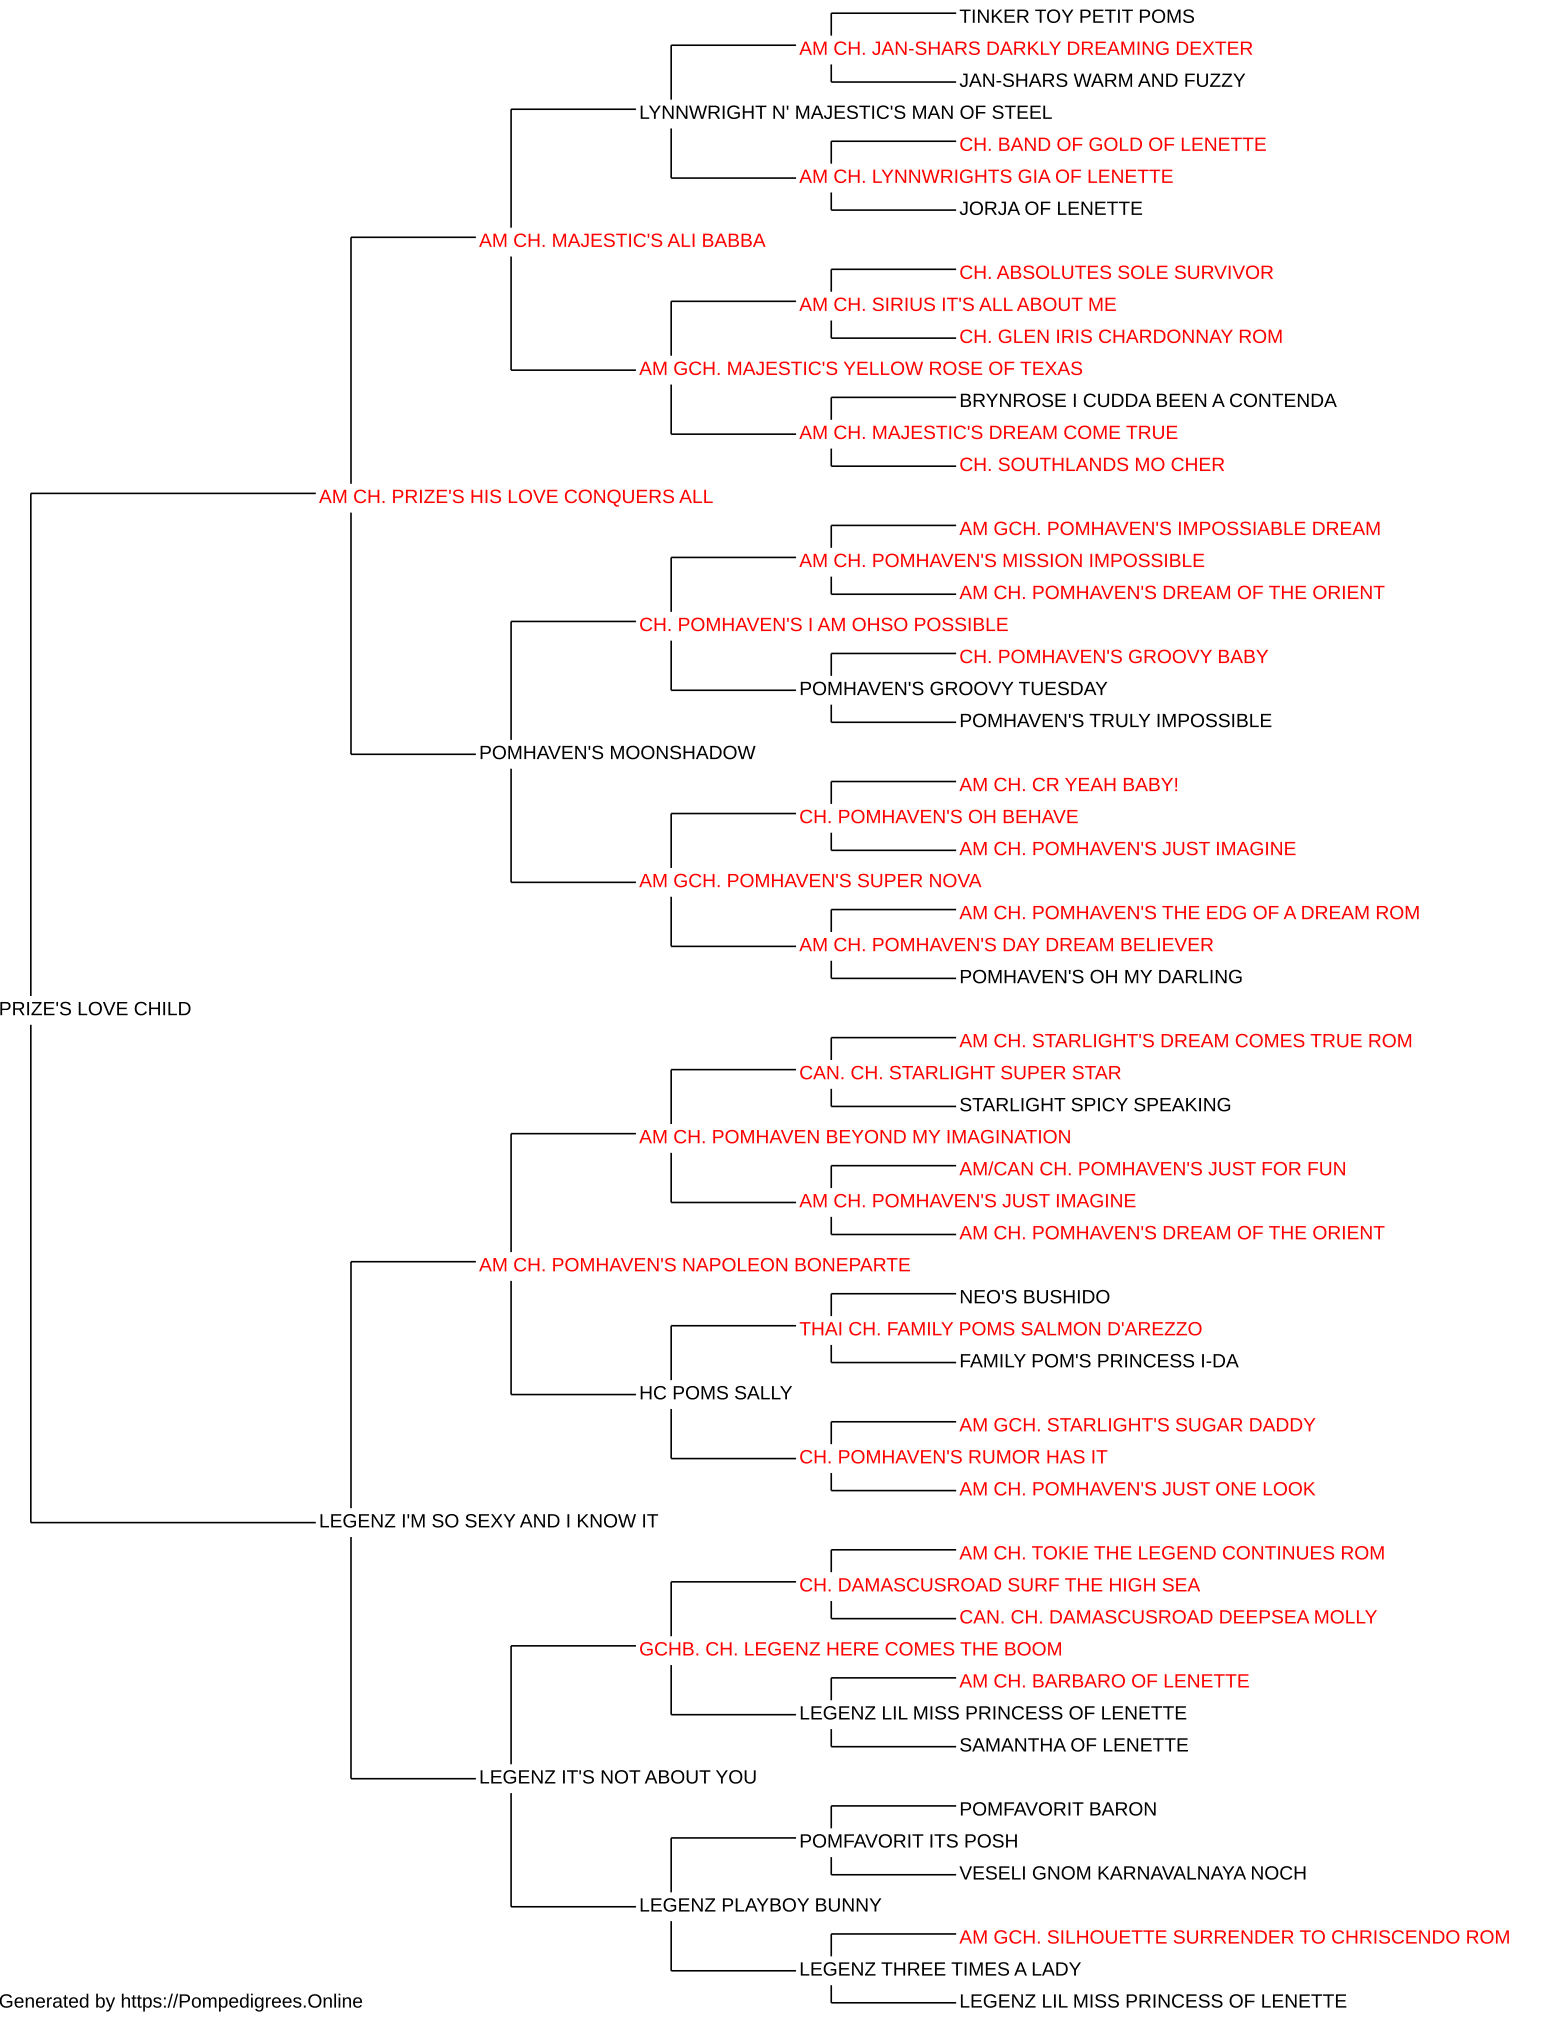 TINKER TOY PETIT POMS
AM CH. JAN-SHARS DARKLY DREAMING DEXTER
JAN-SHARS WARM AND FUZZY
LYNNWRIGHT N' MAJESTIC'S MAN OF STEEL
CH. BAND OF GOLD OF LENETTE
AM CH. LYNNWRIGHTS GIA OF LENETTE
JORJA OF LENETTE
AM CH. MAJESTIC'S ALI BABBA
CH. ABSOLUTES SOLE SURVIVOR
AM CH. SIRIUS IT'S ALL ABOUT ME
CH. GLEN IRIS CHARDONNAY ROM
AM GCH. MAJESTIC'S YELLOW ROSE OF TEXAS
BRYNROSE I CUDDA BEEN A CONTENDA
AM CH. MAJESTIC'S DREAM COME TRUE
CH. SOUTHLANDS MO CHER
AM CH. PRIZE'S HIS LOVE CONQUERS ALL
AM GCH. POMHAVEN'S IMPOSSIABLE DREAM
AM CH. POMHAVEN'S MISSION IMPOSSIBLE
AM CH. POMHAVEN'S DREAM OF THE ORIENT
CH. POMHAVEN'S I AM OHSO POSSIBLE
CH. POMHAVEN'S GROOVY BABY
POMHAVEN'S GROOVY TUESDAY
POMHAVEN'S TRULY IMPOSSIBLE
POMHAVEN'S MOONSHADOW
AM CH. CR YEAH BABY!
CH. POMHAVEN'S OH BEHAVE
AM CH. POMHAVEN'S JUST IMAGINE
AM GCH. POMHAVEN'S SUPER NOVA
AM CH. POMHAVEN'S THE EDG OF A DREAM ROM
AM CH. POMHAVEN'S DAY DREAM BELIEVER
POMHAVEN'S OH MY DARLING
PRIZE'S LOVE CHILD
AM CH. STARLIGHT'S DREAM COMES TRUE ROM
CAN. CH. STARLIGHT SUPER STAR
STARLIGHT SPICY SPEAKING
AM CH. POMHAVEN BEYOND MY IMAGINATION
AM/CAN CH. POMHAVEN'S JUST FOR FUN
AM CH. POMHAVEN'S JUST IMAGINE
AM CH. POMHAVEN'S DREAM OF THE ORIENT
AM CH. POMHAVEN'S NAPOLEON BONEPARTE
NEO'S BUSHIDO
THAI CH. FAMILY POMS SALMON D'AREZZO
FAMILY POM'S PRINCESS I-DA
HC POMS SALLY
AM GCH. STARLIGHT'S SUGAR DADDY
CH. POMHAVEN'S RUMOR HAS IT
AM CH. POMHAVEN'S JUST ONE LOOK
LEGENZ I'M SO SEXY AND I KNOW IT
AM CH. TOKIE THE LEGEND CONTINUES ROM
CH. DAMASCUSROAD SURF THE HIGH SEA
CAN. CH. DAMASCUSROAD DEEPSEA MOLLY
GCHB. CH. LEGENZ HERE COMES THE BOOM
AM CH. BARBARO OF LENETTE
LEGENZ LIL MISS PRINCESS OF LENETTE
SAMANTHA OF LENETTE
LEGENZ IT'S NOT ABOUT YOU
POMFAVORIT BARON
POMFAVORIT ITS POSH
VESELI GNOM KARNAVALNAYA NOCH
LEGENZ PLAYBOY BUNNY
AM GCH. SILHOUETTE SURRENDER TO CHRISCENDO ROM
LEGENZ THREE TIMES A LADY
LEGENZ LIL MISS PRINCESS OF LENETTE
Generated by https://Pompedigrees.Online